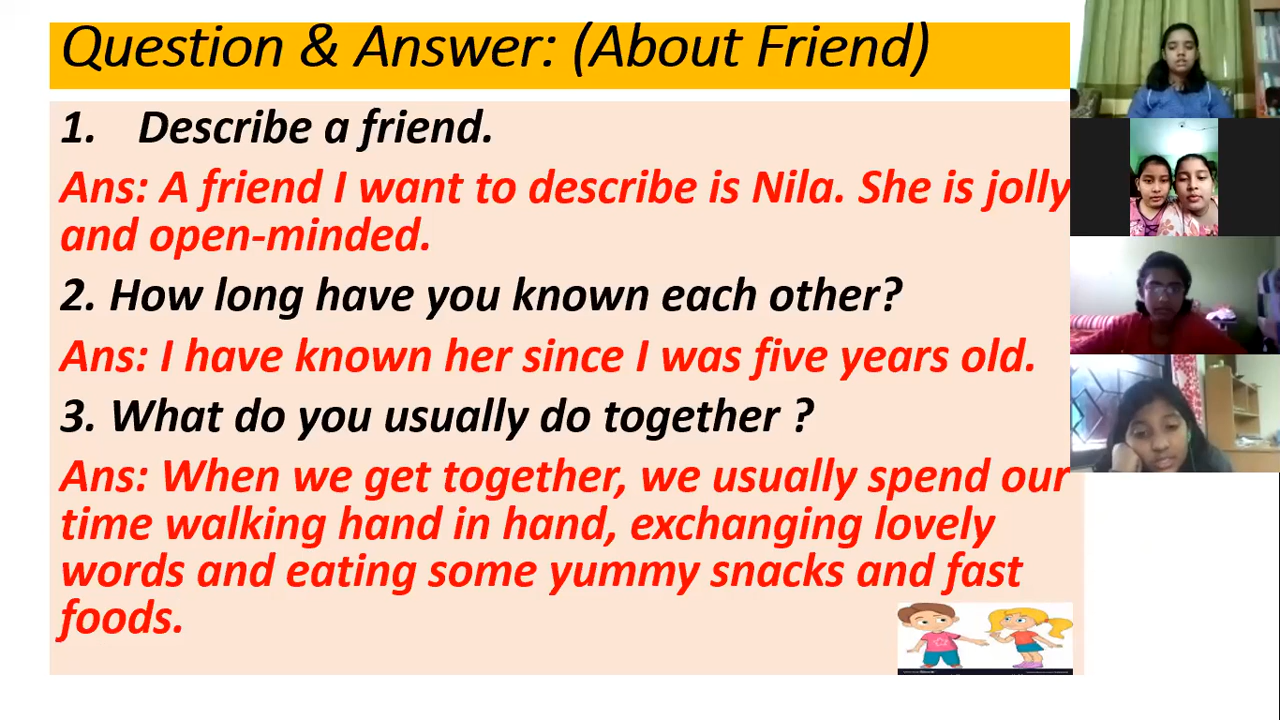 Question & Answer: (About Friend)
1. Describe a friend.
Ans: A friend I want to describe is Nila. She is jolly
and open-minded.
2. How long have you known each other?
Ans: I have known her since I was five years old.
3. What do you usually do together ?
Ans: When we get together, we usually spend our
time walking hand in hand, exchanging lovely
words and eating some yummy snacks and fast
foods.